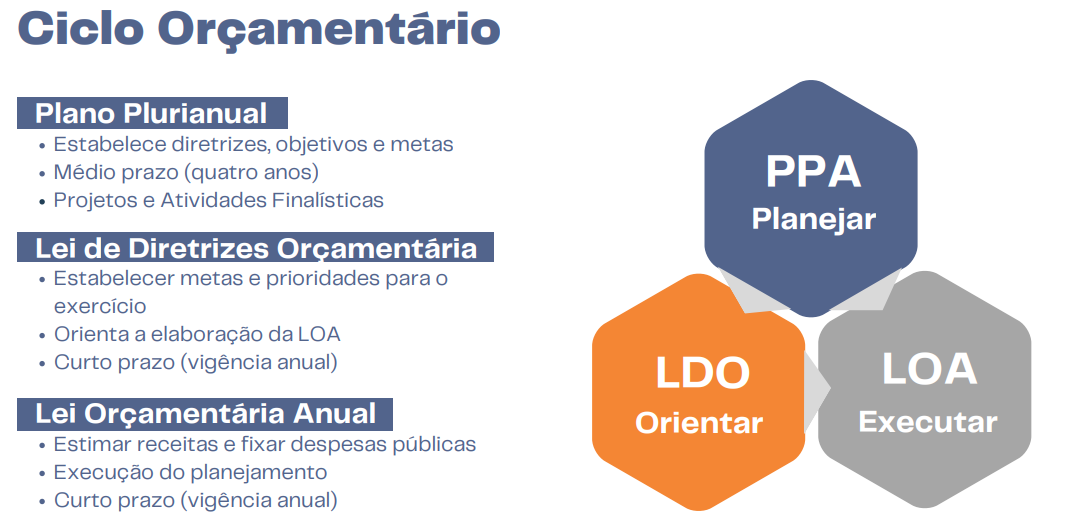 Ciclo Orçamentário
Plano Plurianual
• Estabelece diretrizes, objetivos e metas
• Médio prazo (quatro anos)
• Projetos e Atividades Finalísticas
Lei de Diretrizes Orçamentária
• Estabelecer metas e prioridades para o
exercício
• Orienta a elaboração da LOA
• Curto prazo (vigência anual)
Lei Orçamentária Anual
• Estimar receitas e fixar despesas públicas
• Execução do planejamento
• Curto prazo (vigência anual)
PPA
Planejar
LDO
Orientar
LOA
Executar